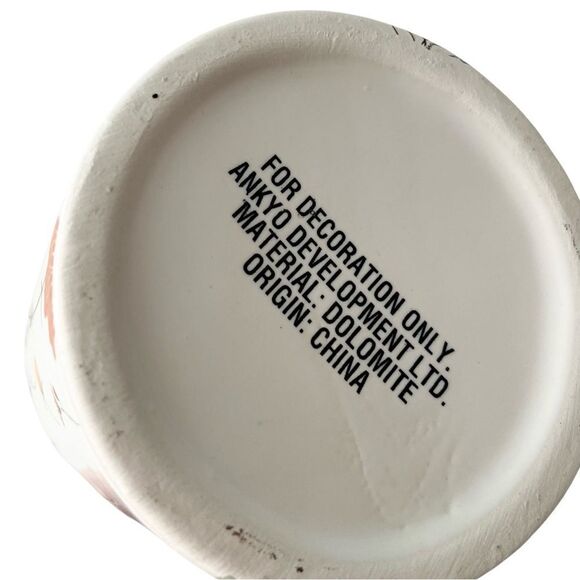 FOR DECORATION ONLY.
ANKYO DEVELOPMENT LTD.
MATERIAL: DOLOMITE
ORIGIN: CHINA